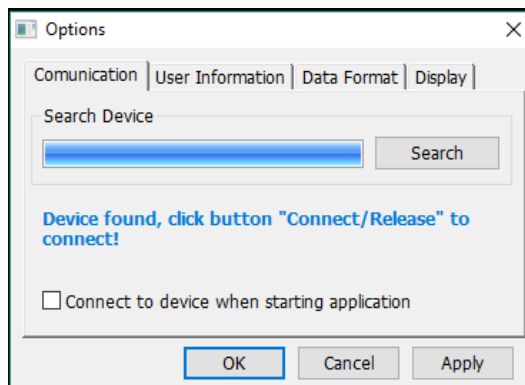 Options
Comunication User Information Data Format Display
Search Device
Search
Device found, click button "Connect/Release" to
connect!
Connect to device when starting application
OK Cancel Apply